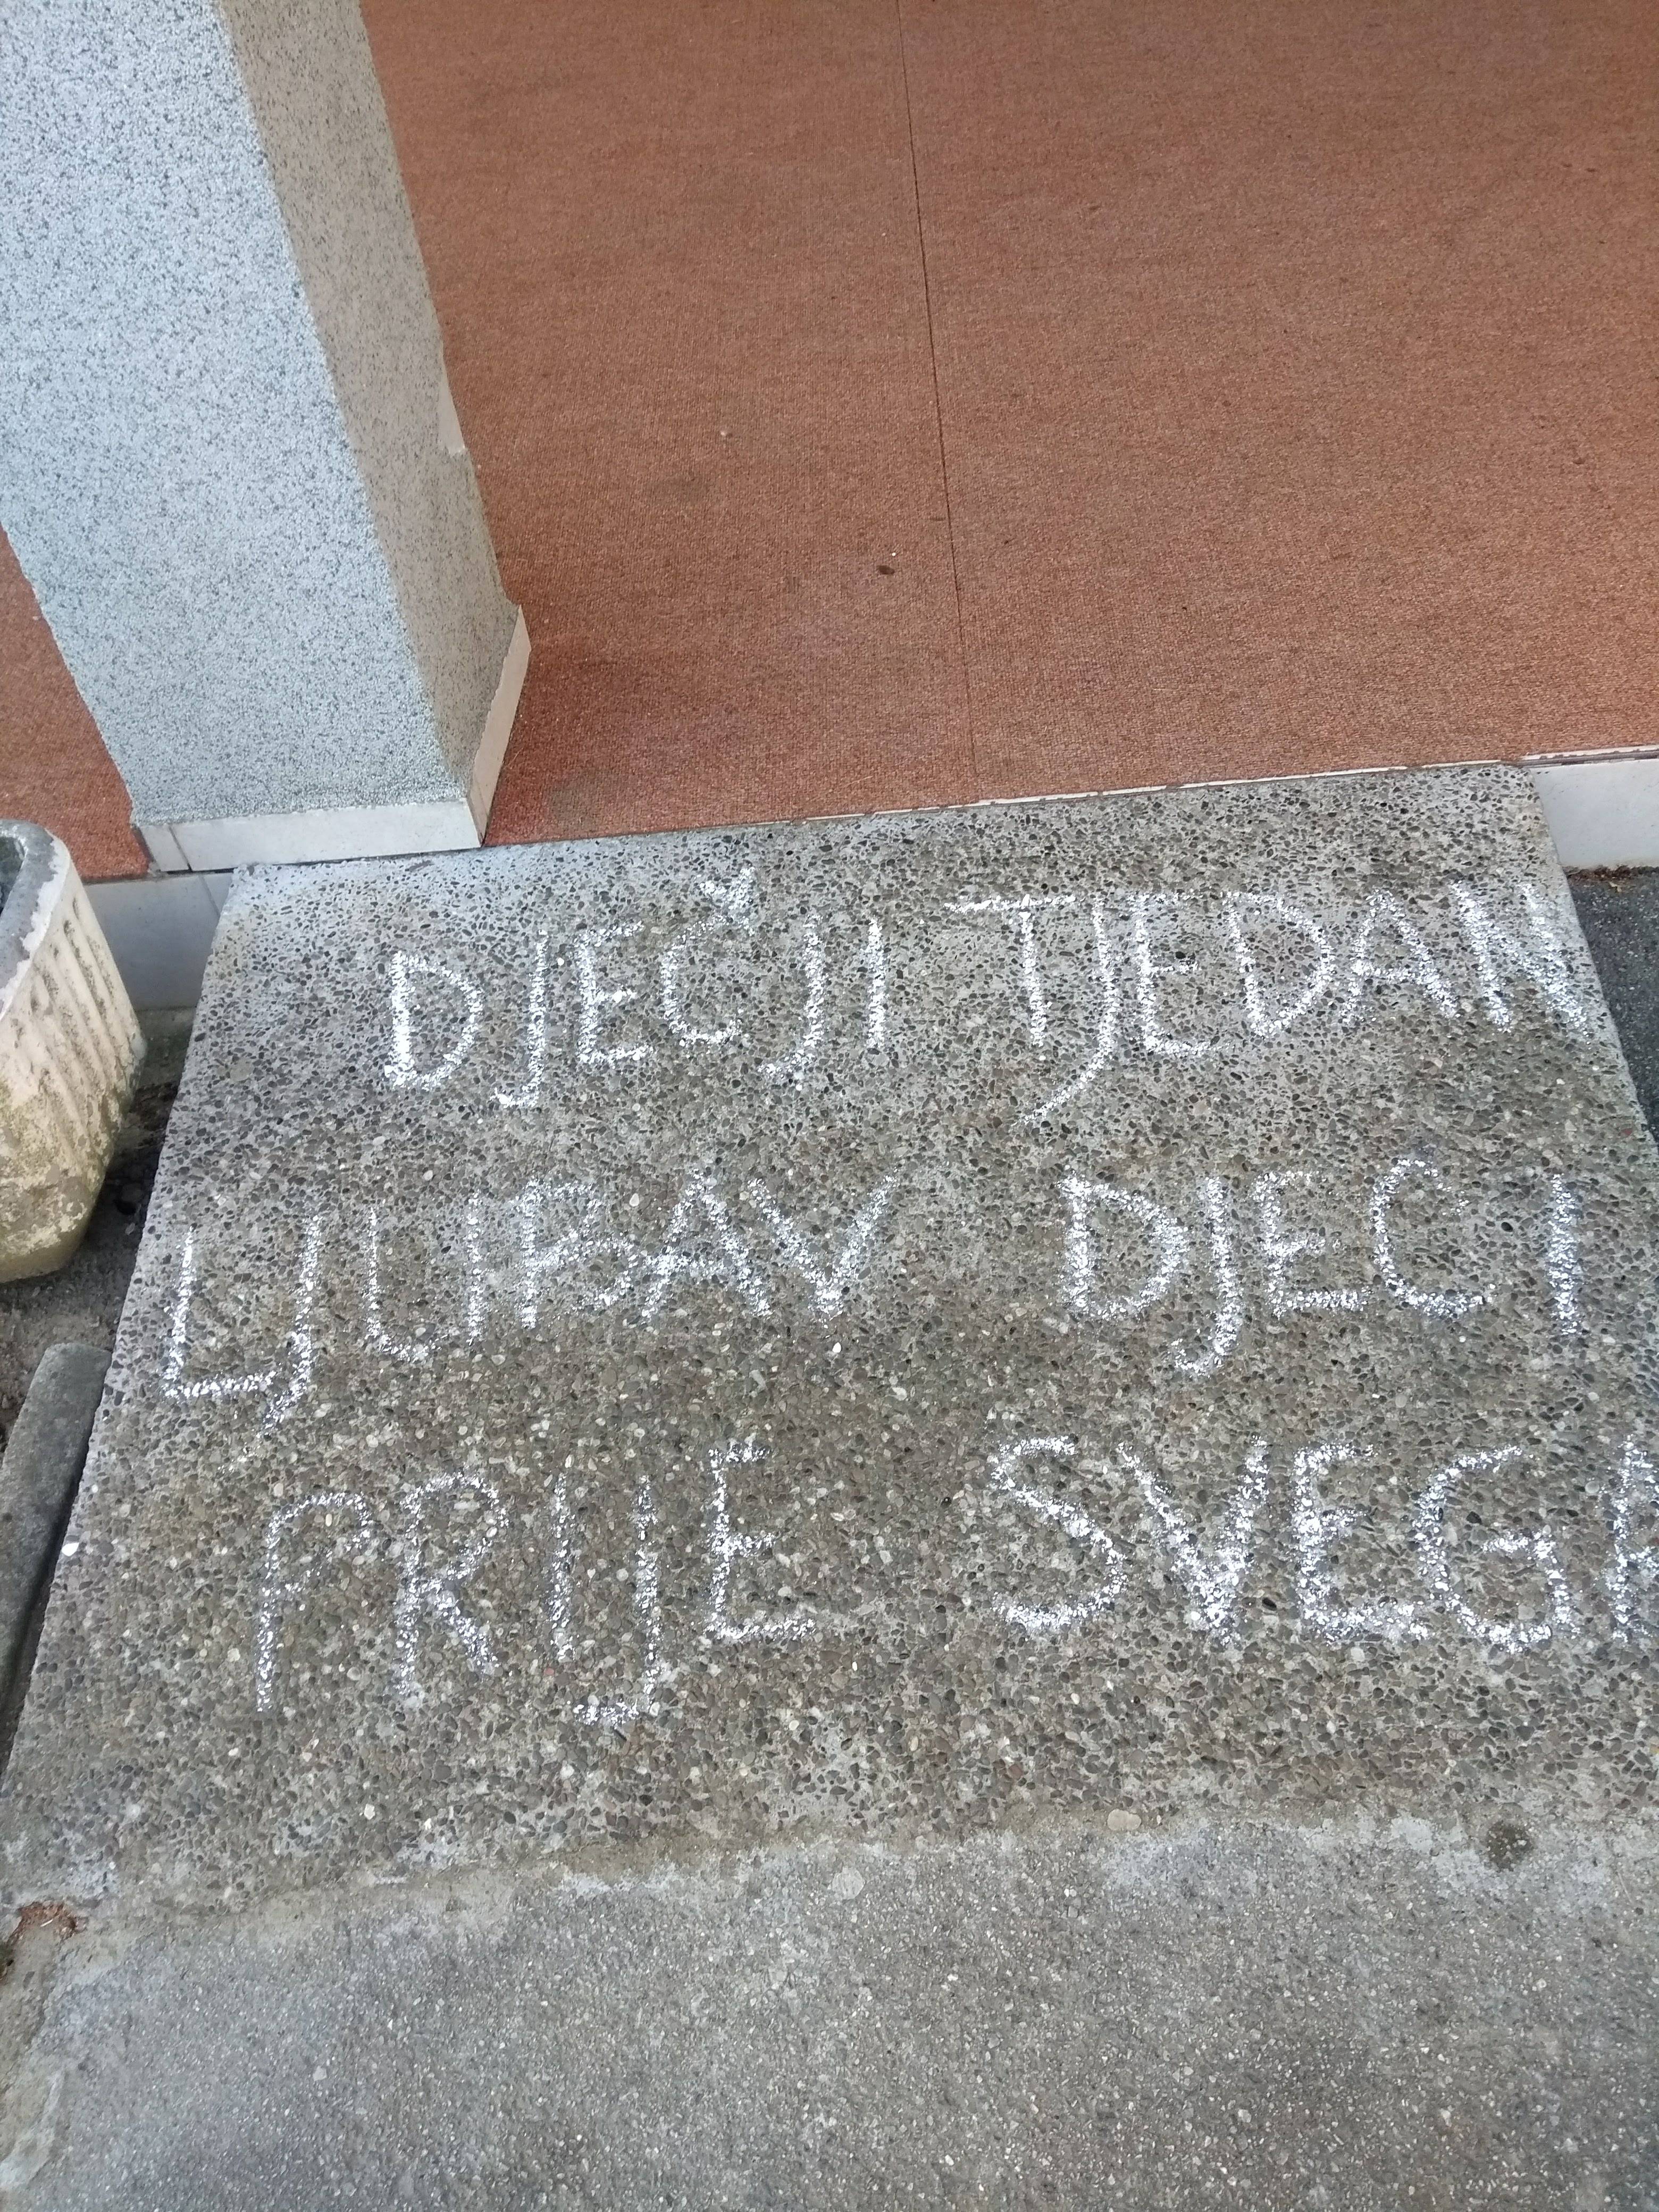 DJEČJI TJEDAN
LJUBAV DJECI
PRIJE SVEGA